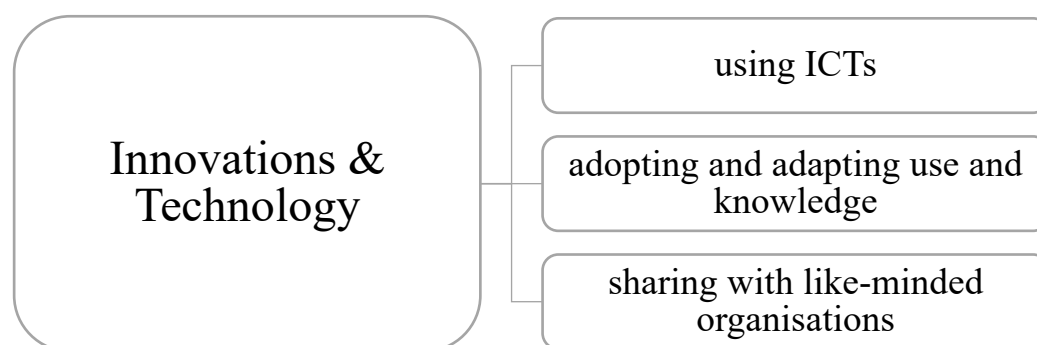 Innovations &
Technology
using ICTs
adopting and adapting use and
knowledge
sharing with like-minded
organisations